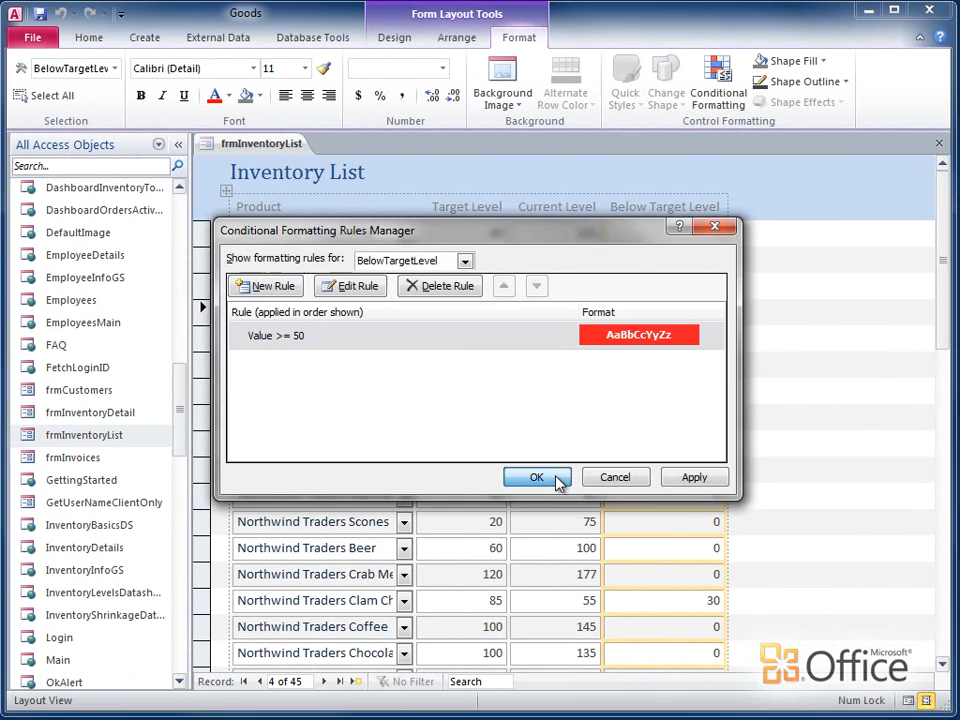 Goods
Form Layout Tools
File
Home
Create
External Data
Database Tools
Design
Arrange
Format
BelowTargetLev
Calibri (Detail)
11
Select All
B I U A
$ % ,
Background Image
Alternate Row Color
Quick Styles
Change Shape
Conditional Formatting
Shape Fill
Shape Outline
Shape Effects
Selection
Font
Number
Background
Control Formatting
All Access Objects
Search...
DashboardInventoryTo...
DashboardOrdersActiv...
DefaultImage
EmployeeDetails
EmployeeInfoGS
Employees
EmployeesMain
FAQ
FetchLoginID
frmCustomers
frmInventoryDetail
frmInventoryList
frmInvoices
GettingStarted
GetUserNameClientOnly
InventoryBasicsDS
InventoryDetails
InventoryInfoGS
InventoryLevelsDatash...
InventoryShrinkageDat...
Login
Main
OkAlert
frmInventoryList
Inventory List
Product Target Level Current Level Below Target Level
Conditional Formatting Rules Manager
Show formatting rules for: BelowTargetLevel
New Rule Edit Rule Delete Rule
Rule (applied in order shown) Format
Value >= 50 AaBbCcYyZz
OK Cancel Apply
Northwind Traders Scones 20 75 0
Northwind Traders Beer 60 100 0
Northwind Traders Crab Me 120 177 0
Northwind Traders Clam Ch 85 55 30
Northwind Traders Coffee 100 145 0
Northwind Traders Chocola 100 135 0
Record: 4 of 45 No Filter Search
Microsoft®
Office
Layout View
Num Lock